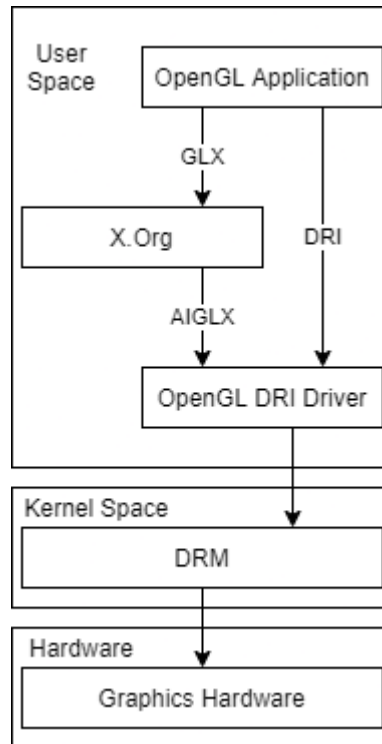 User
Space
OpenGL Application
GLX
X.Org
DRI
AIGLX
OpenGL DRI Driver
Kernel Space
DRM
Hardware
Graphics Hardware